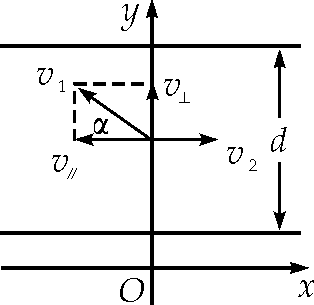 y
v₁
v⊥
α
d
v∥
v₂
O
x